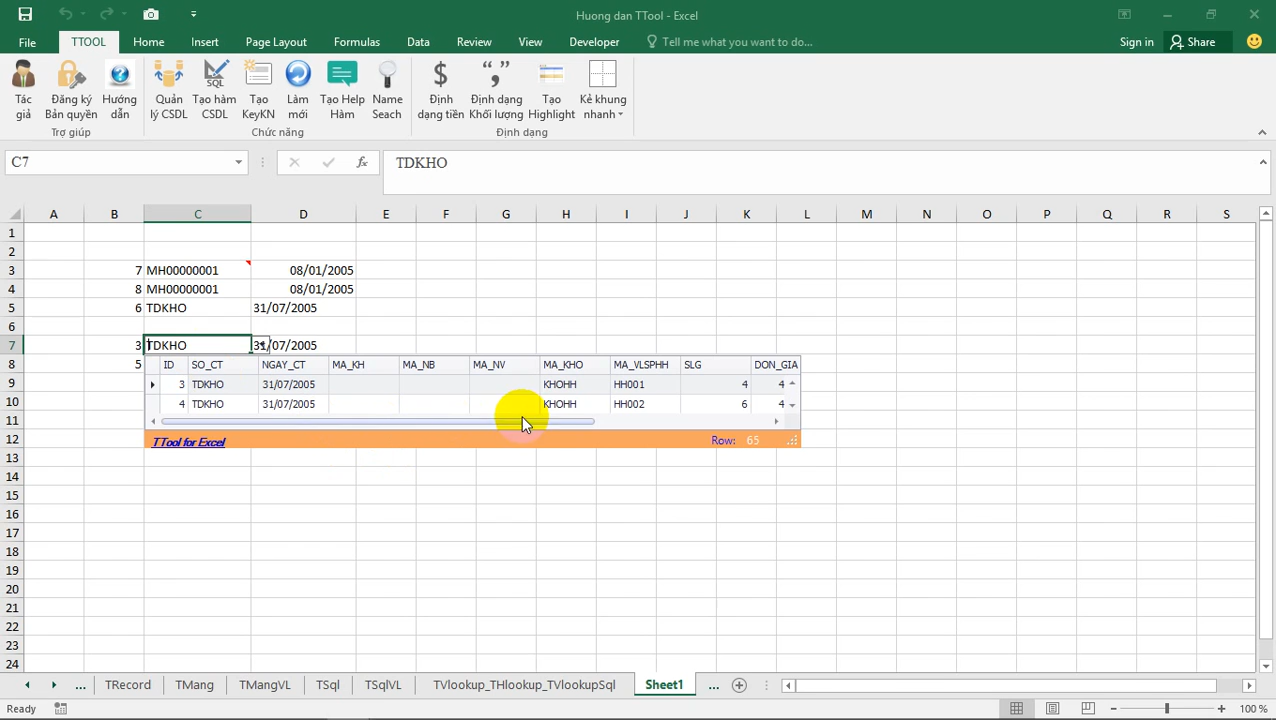 Huong dan TTool - Excel
File TTOOL Home Insert Page Layout Formulas Data Review View Developer Tell me what you want to do... Sign in Share
Tác giả
Đăng ký Bản quyền
Hướng dẫn
Quản lý CSDL
SQL
Tạo hàm CSDL
Tạo KeyKN
Làm mới
Tạo Help Hàm
Name Seach
Định dạng tiền
Định dạng Khối lượng
Tạo Highlight
Kẻ khung nhanh
Trợ giúp Chức năng Định dạng
C7 fx TDKHO
A B C D E F G H I J K L M N O P Q R S
1
2
3 7 MH00000001 08/01/2005
4 8 MH00000001 08/01/2005
5 6 TDKHO 31/07/2005
6
7 3 TDKHO 31/07/2005
8 5 ID SO_CT NGAY_CT MA_KH MA_NB MA_NV MA_KHO MA_VLSPHH SLG DON_GIA
9 3 TDKHO 31/07/2005 KHOHH HH001 4 4
10 4 TDKHO 31/07/2005 KHOHH HH002 6 4
11
12 TTool for Excel Row: 65
13
14
15
16
17
18
19
20
21
22
23
24
... TRecord TMang TMangVL TSql TSqlVL TVlookup_THlookup_TVlookupSql Sheet1 ...
Ready 100 %